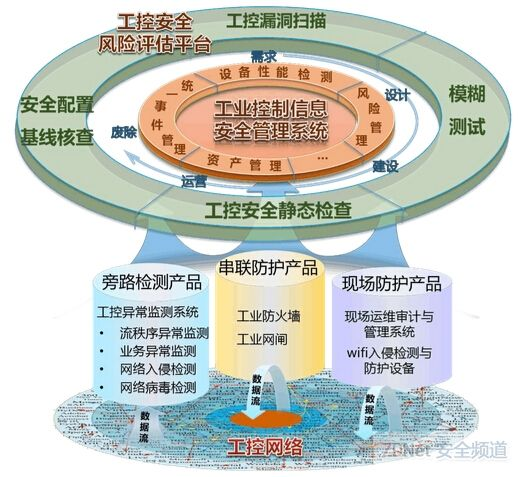 工控安全
风险评估平台
工控漏洞扫描
需求
设备性能检测
统一事件管理
风险管理
设计
安全配置
基线核查
工业控制信息
安全管理系统
模糊
测试
废除
资产管理
...
建设
运营
工控安全静态检查
旁路检测产品
串联防护产品
现场防护产品
工控异常监测系统
• 流秩序异常监测
• 业务异常监测
• 网络入侵检测
• 网络病毒检测
工业防火墙
工业网闸
现场运维审计与
管理系统
wifi入侵检测与
防护设备
数据流
数据流
数据流
工控网络
ZDNet安全频道